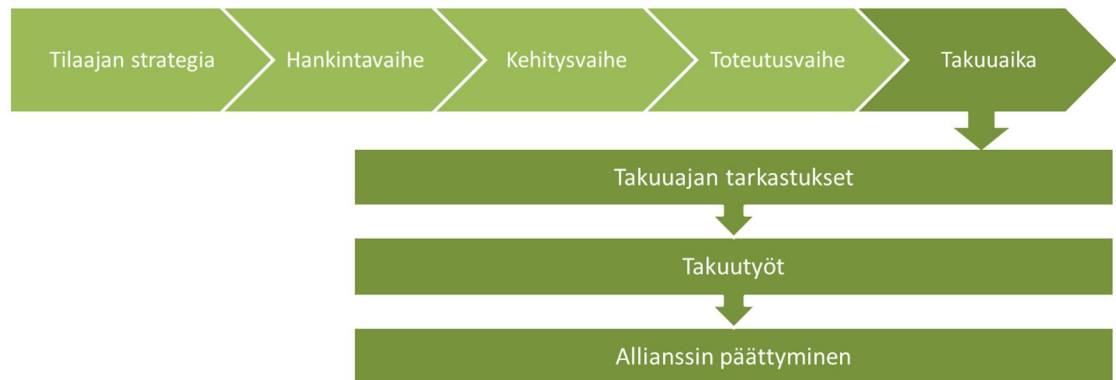 Tilaajan strategia
Hankintavaihe
Kehitysvaihe
Toteutusvaihe
Takuuaika
Takuuajan tarkastukset
Takuutyöt
Allianssin päättyminen